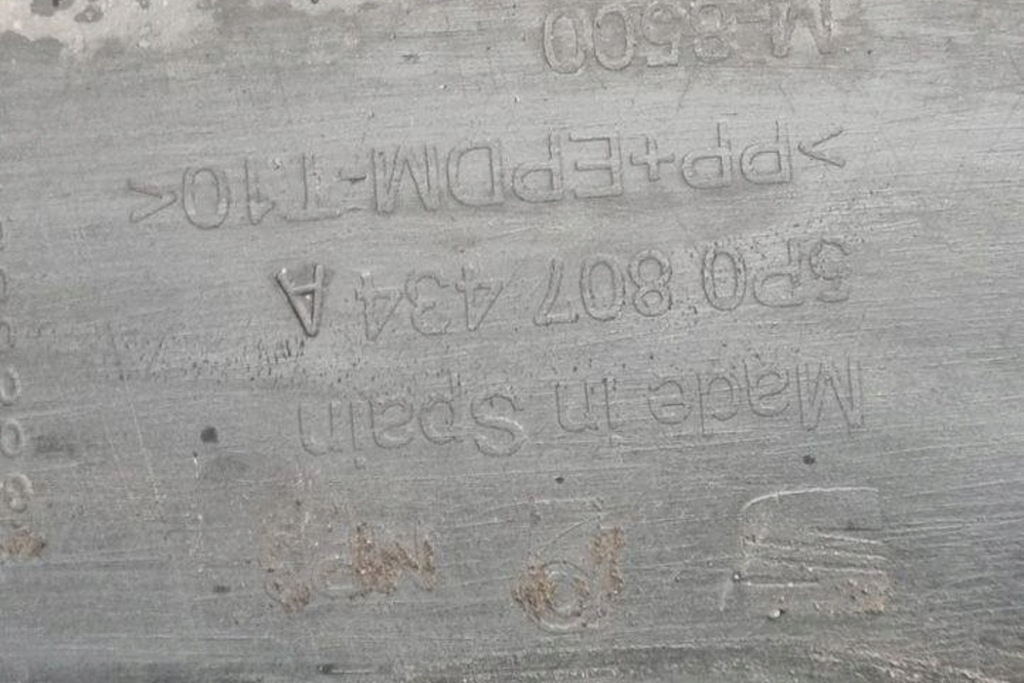 Made in Spain
5P0 807 434 A
>PP+EPDM-T10<
M-8500